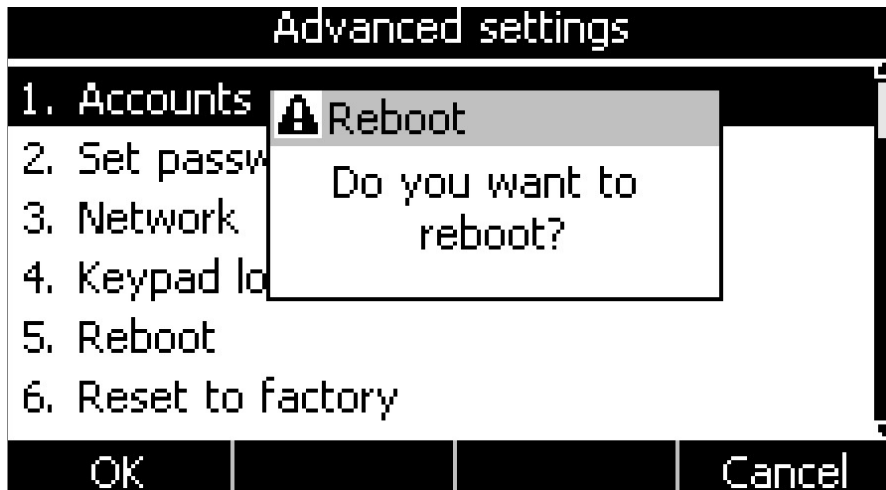 Advanced settings
1. Accounts
2. Set passw
3. Network
4. Keypad lo
5. Reboot
6. Reset to factory
Reboot
Do you want to
reboot?
OK
Cancel